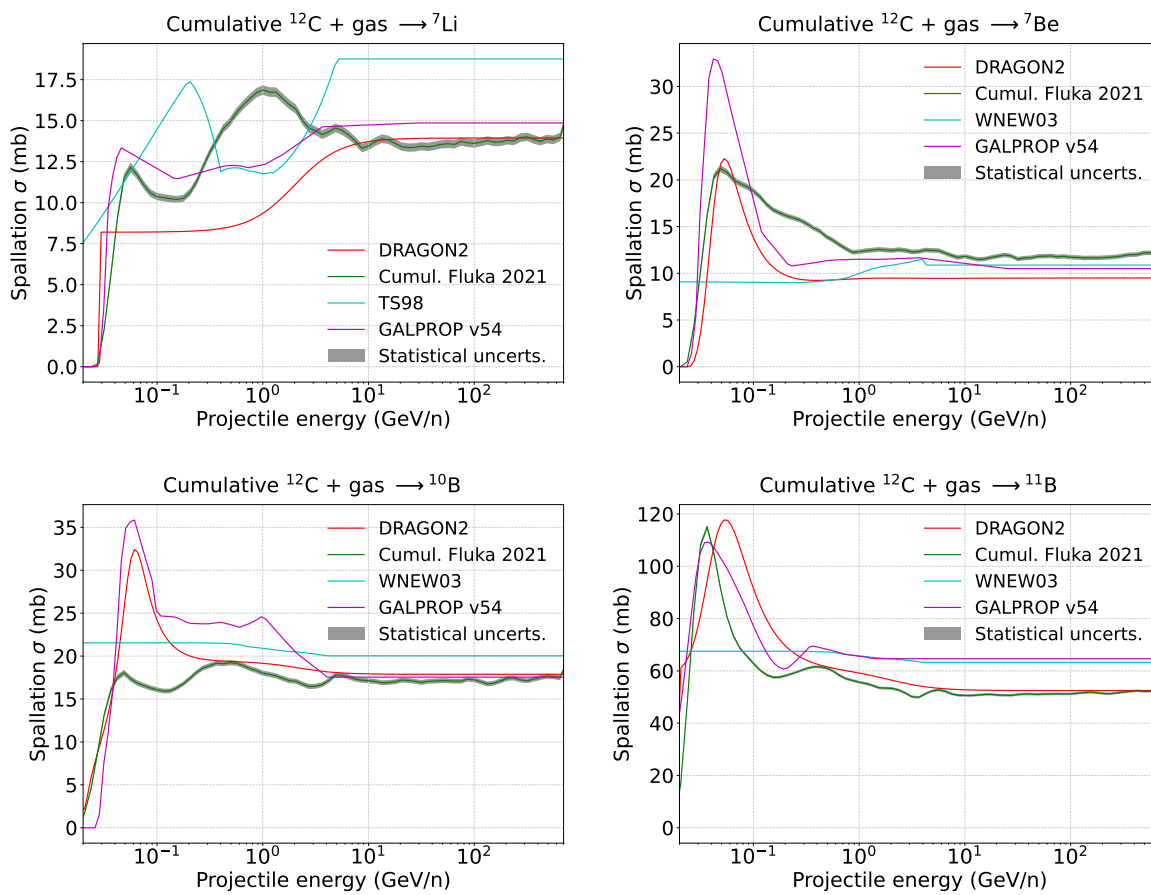 Cumulative ¹²C + gas ⟶ ⁷Li
Spallation σ (mb)
17.5
15.0
12.5
10.0
7.5
5.0
2.5
0.0
DRAGON2
Cumul. Fluka 2021
TS98
GALPROP v54
Statistical uncerts.
10⁻¹ 10⁰ 10¹ 10²
Projectile energy (GeV/n)
Cumulative ¹²C + gas ⟶ ⁷Be
Spallation σ (mb)
30
25
20
15
10
5
0
DRAGON2
Cumul. Fluka 2021
WNEW03
GALPROP v54
Statistical uncerts.
10⁻¹ 10⁰ 10¹ 10²
Projectile energy (GeV/n)
Cumulative ¹²C + gas ⟶ ¹⁰B
Spallation σ (mb)
35
30
25
20
15
10
5
0
DRAGON2
Cumul. Fluka 2021
WNEW03
GALPROP v54
Statistical uncerts.
10⁻¹ 10⁰ 10¹ 10²
Projectile energy (GeV/n)
Cumulative ¹²C + gas ⟶ ¹¹B
Spallation σ (mb)
120
100
80
60
40
20
0
DRAGON2
Cumul. Fluka 2021
WNEW03
GALPROP v54
Statistical uncerts.
10⁻¹ 10⁰ 10¹ 10²
Projectile energy (GeV/n)